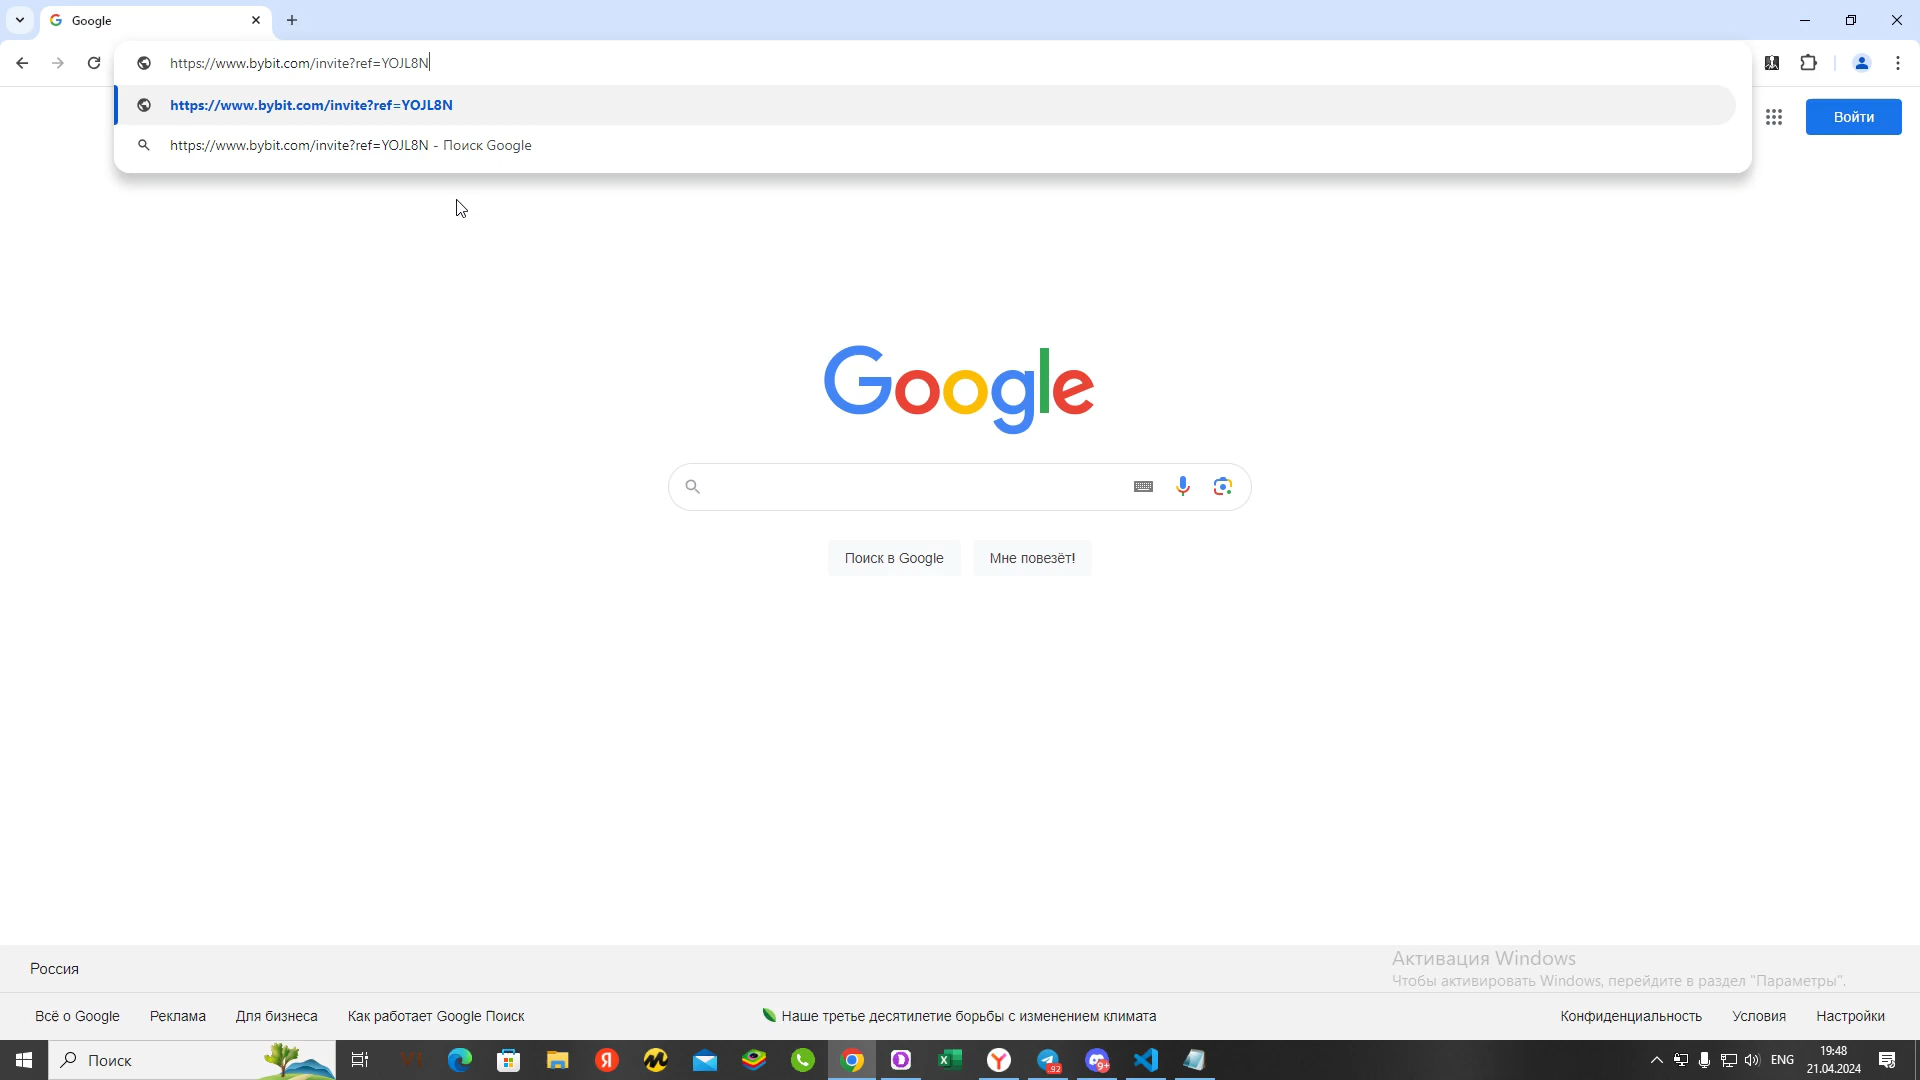 Google
https://www.bybit.com/invite?ref=YOJL8N
https://www.bybit.com/invite?ref=YOJL8N
https://www.bybit.com/invite?ref=YOJL8N - Поиск Google
Войти
Google
Поиск в Google
Мне повезёт!
Россия
Активация Windows
Чтобы активировать Windows, перейдите в раздел "Параметры".
Всё о Google
Реклама
Для бизнеса
Как работает Google Поиск
Наше третье десятилетие борьбы с изменением климата
Конфиденциальность
Условия
Настройки
Поиск
92
9+
ENG
19:48
21.04.2024